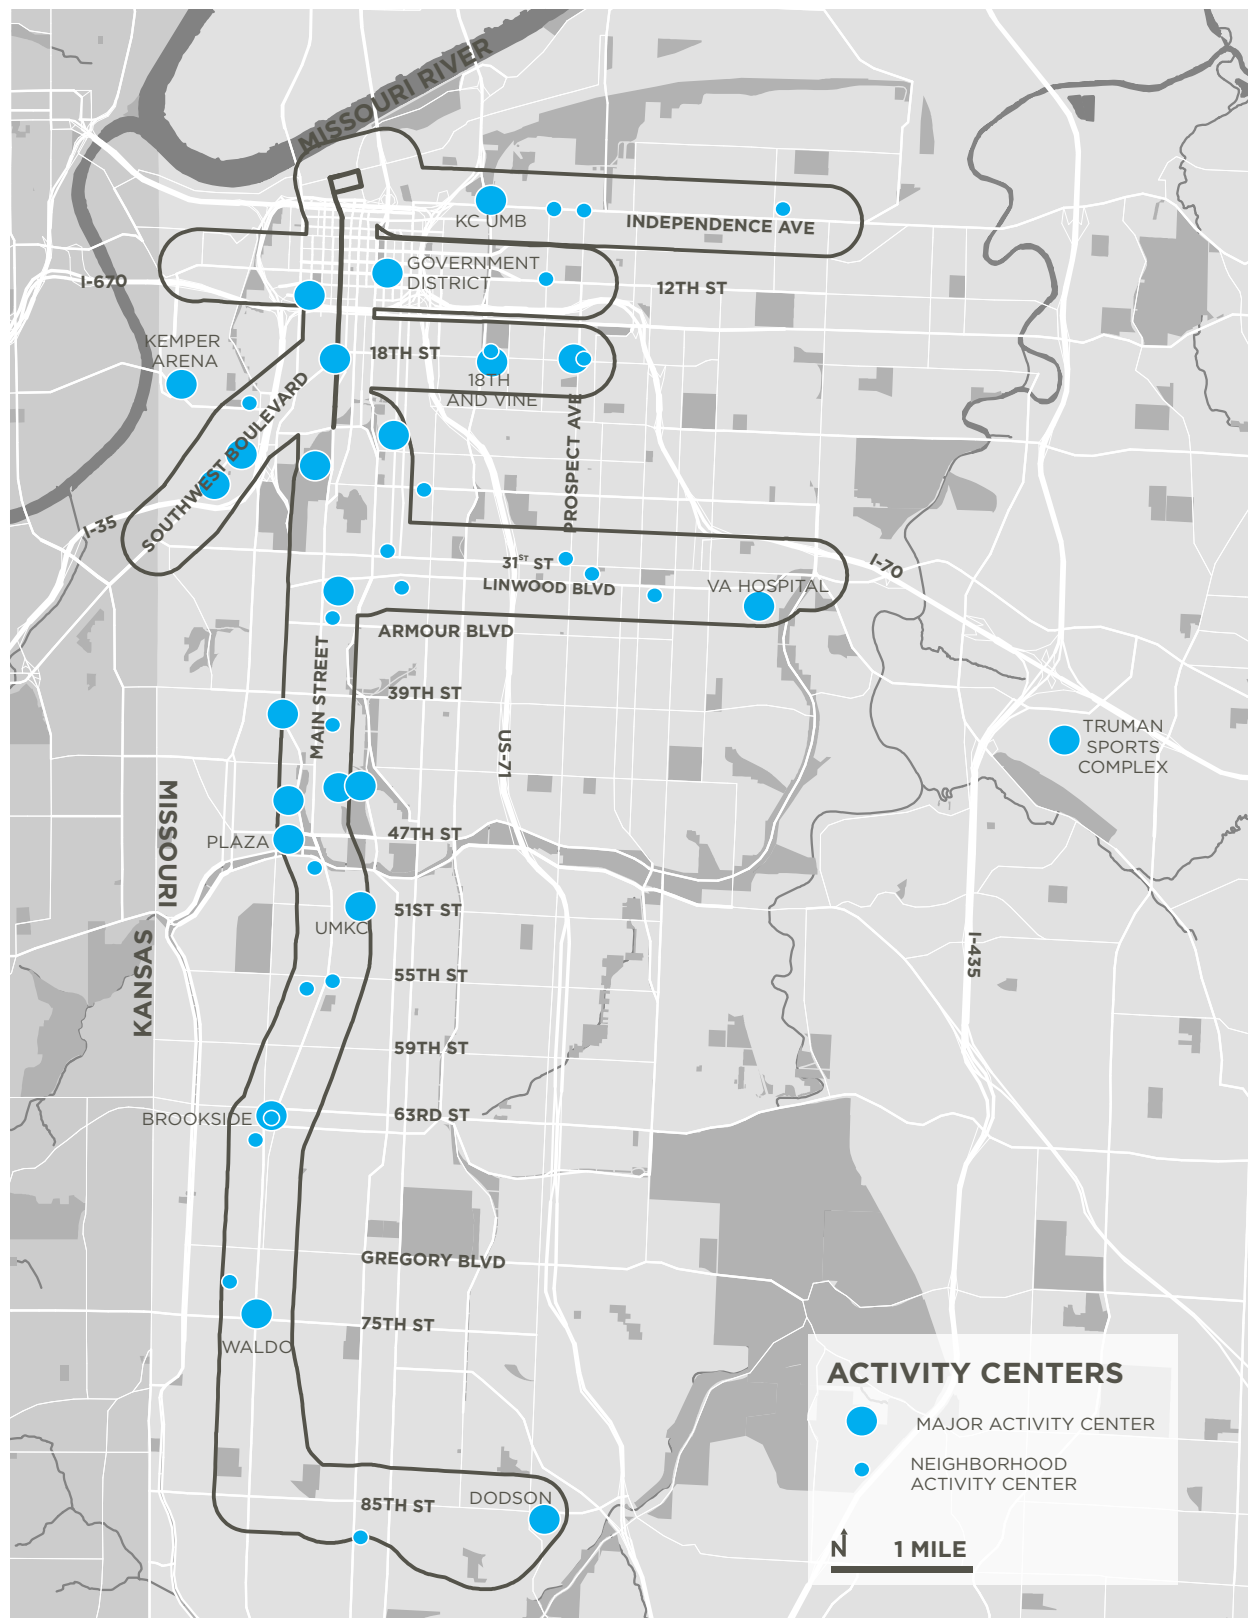 MISSOURI RIVER
KC UMB
INDEPENDENCE AVE
GOVERNMENT
DISTRICT
I-670
12TH ST
KEMPER
ARENA
18TH ST
18TH
AND VINE
SOUTHWEST BOULEVARD
PROSPECT AVE
I-35
31ST ST
I-70
LINWOOD BLVD
VA HOSPITAL
ARMOUR BLVD
MAIN STREET
39TH ST
US-71
TRUMAN
SPORTS
COMPLEX
MISSOURI
KANSAS
PLAZA
47TH ST
UMKC
51ST ST
I-435
55TH ST
59TH ST
BROOKSIDE
63RD ST
GREGORY BLVD
75TH ST
WALDO
85TH ST
DODSON
ACTIVITY CENTERS
MAJOR ACTIVITY CENTER
NEIGHBORHOOD
ACTIVITY CENTER
N
1 MILE